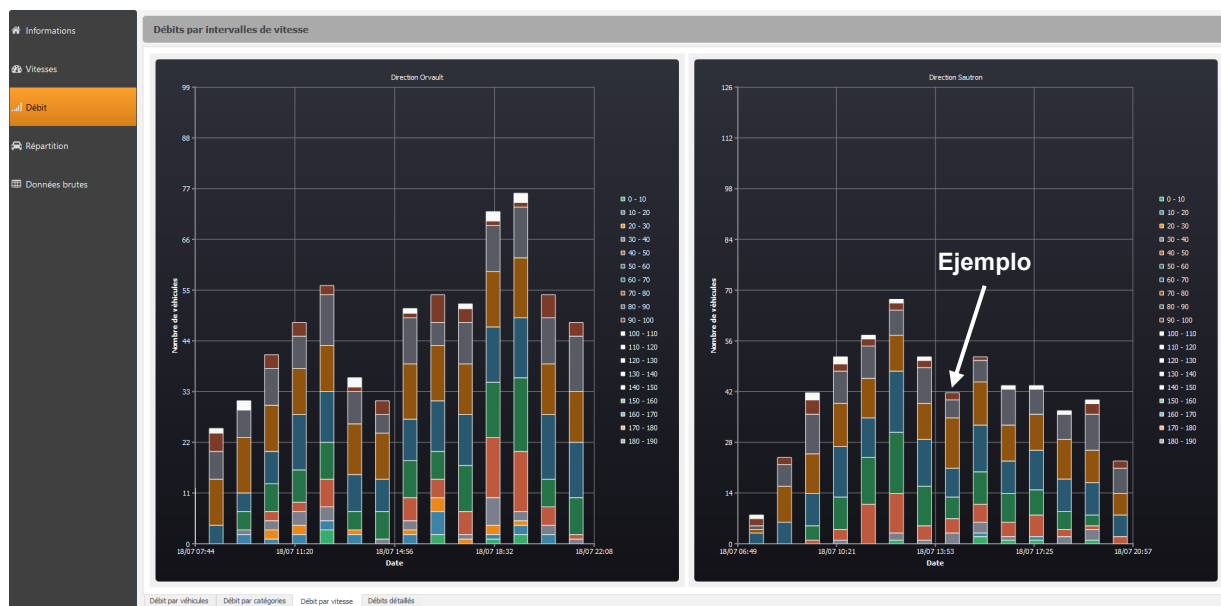 Informations
Vitesses
Débit
Répartition
Données brutes
Débits par intervalles de vitesse
Direction Orvault
99
88
77
66
55
44
33
22
11
0
Nombre de véhicules
18/07 07:44 18/07 11:20 18/07 14:56 18/07 18:32 18/07 22:08
Date
0 - 10
10 - 20
20 - 30
30 - 40
40 - 50
50 - 60
60 - 70
70 - 80
80 - 90
90 - 100
100 - 110
110 - 120
120 - 130
130 - 140
140 - 150
150 - 160
160 - 170
170 - 180
180 - 190
Direction Sautron
126
112
98
84
70
56
42
28
14
0
Nombre de véhicules
Ejemplo
18/07 06:49 18/07 10:21 18/07 13:53 18/07 17:25 18/07 20:57
Date
0 - 10
10 - 20
20 - 30
30 - 40
40 - 50
50 - 60
60 - 70
70 - 80
80 - 90
90 - 100
100 - 110
110 - 120
120 - 130
130 - 140
140 - 150
150 - 160
160 - 170
170 - 180
180 - 190
Débit par véhicules Débit par catégories Débit par vitesse Débits détaillés